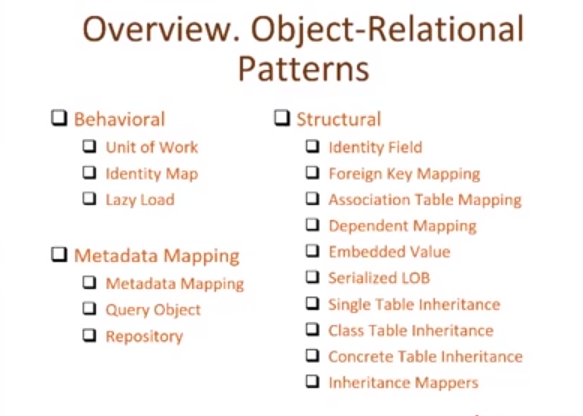 Overview. Object-Relational
Patterns
Behavioral
Unit of Work
Identity Map
Lazy Load
Metadata Mapping
Metadata Mapping
Query Object
Repository
Structural
Identity Field
Foreign Key Mapping
Association Table Mapping
Dependent Mapping
Embedded Value
Serialized LOB
Single Table Inheritance
Class Table Inheritance
Concrete Table Inheritance
Inheritance Mappers